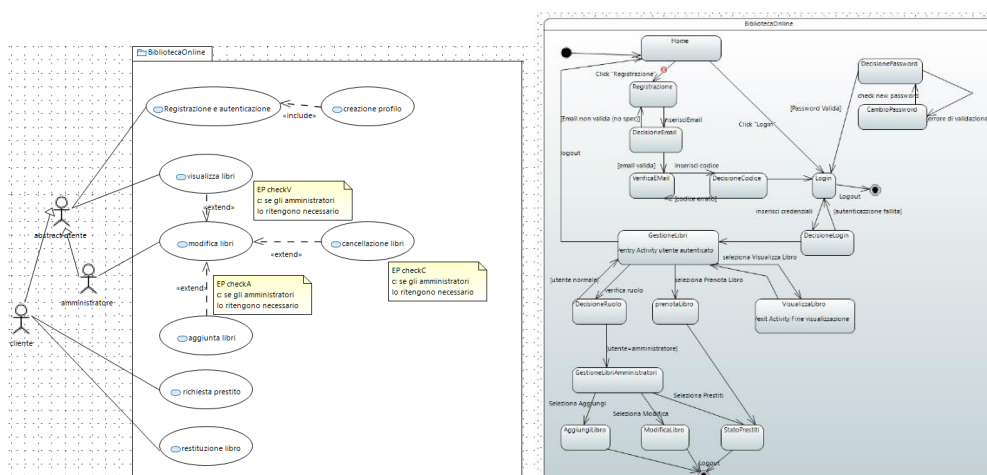 BibliotecaOnline
Registrazione e autenticazione
creazione profilo
«include»
visualizza libri
EP checkV
c: se gli amministratori
lo ritengono necessario
«extend»
modifica libri
cancellazione libri
«extend»
«extend»
EP checkA
c: se gli amministratori
lo ritengono necessario
EP checkC
c: se gli amministratori
lo ritengono necessario
abstract utente
amministratore
cliente
aggiunta libri
richiesta prestito
restituzione libro
BibliotecaOnline
Home
Click "Registrazione"
Registrazione
[Email non valida (no spec)]
InserisciEmail
DecisioneEmail
[email valida]
inserisci codice
VerificaEMail
DecisioneCodice
[codice errato]
DecisionePassword
check new password
CambioPassword
errore di validazione
[Password Valida]
Click "Login"
Login
Logout
logout
inserisci credenziali
[autenticazzione fallita]
DecisioneLogin
GestioneLibri
entry Activity utente autenticato
seleziona Visualizza Libro
[utente normale]
verifica ruolo
seleziona Prenota Libro
DecisioneRuolo
prenotaLibro
VisualizzaLibro
exit Activity Fine visualizzazione
[utente=amministratore]
GestioneLibriAmministratori
Seleziona Aggiungi
Seleziona Modifica
Seleziona Prestiti
AggiungiLibro
ModificaLibro
StatoPrestiti
Logout